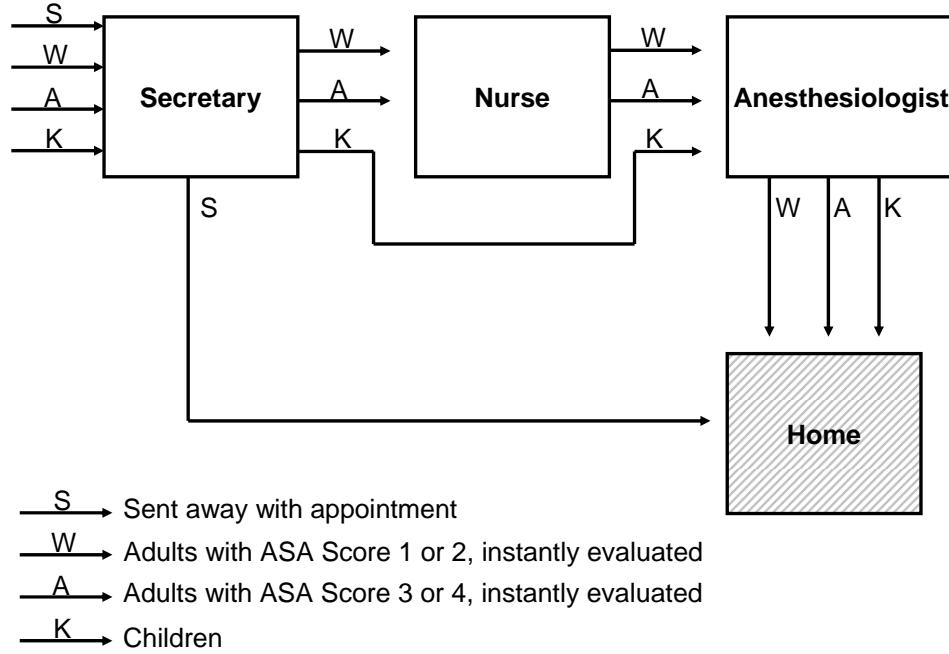 S
W
A
K
Secretary
W
A
K
S
Nurse
W
A
K
Anesthesiologist
W A K
Home
S Sent away with appointment
W Adults with ASA Score 1 or 2, instantly evaluated
A Adults with ASA Score 3 or 4, instantly evaluated
K Children